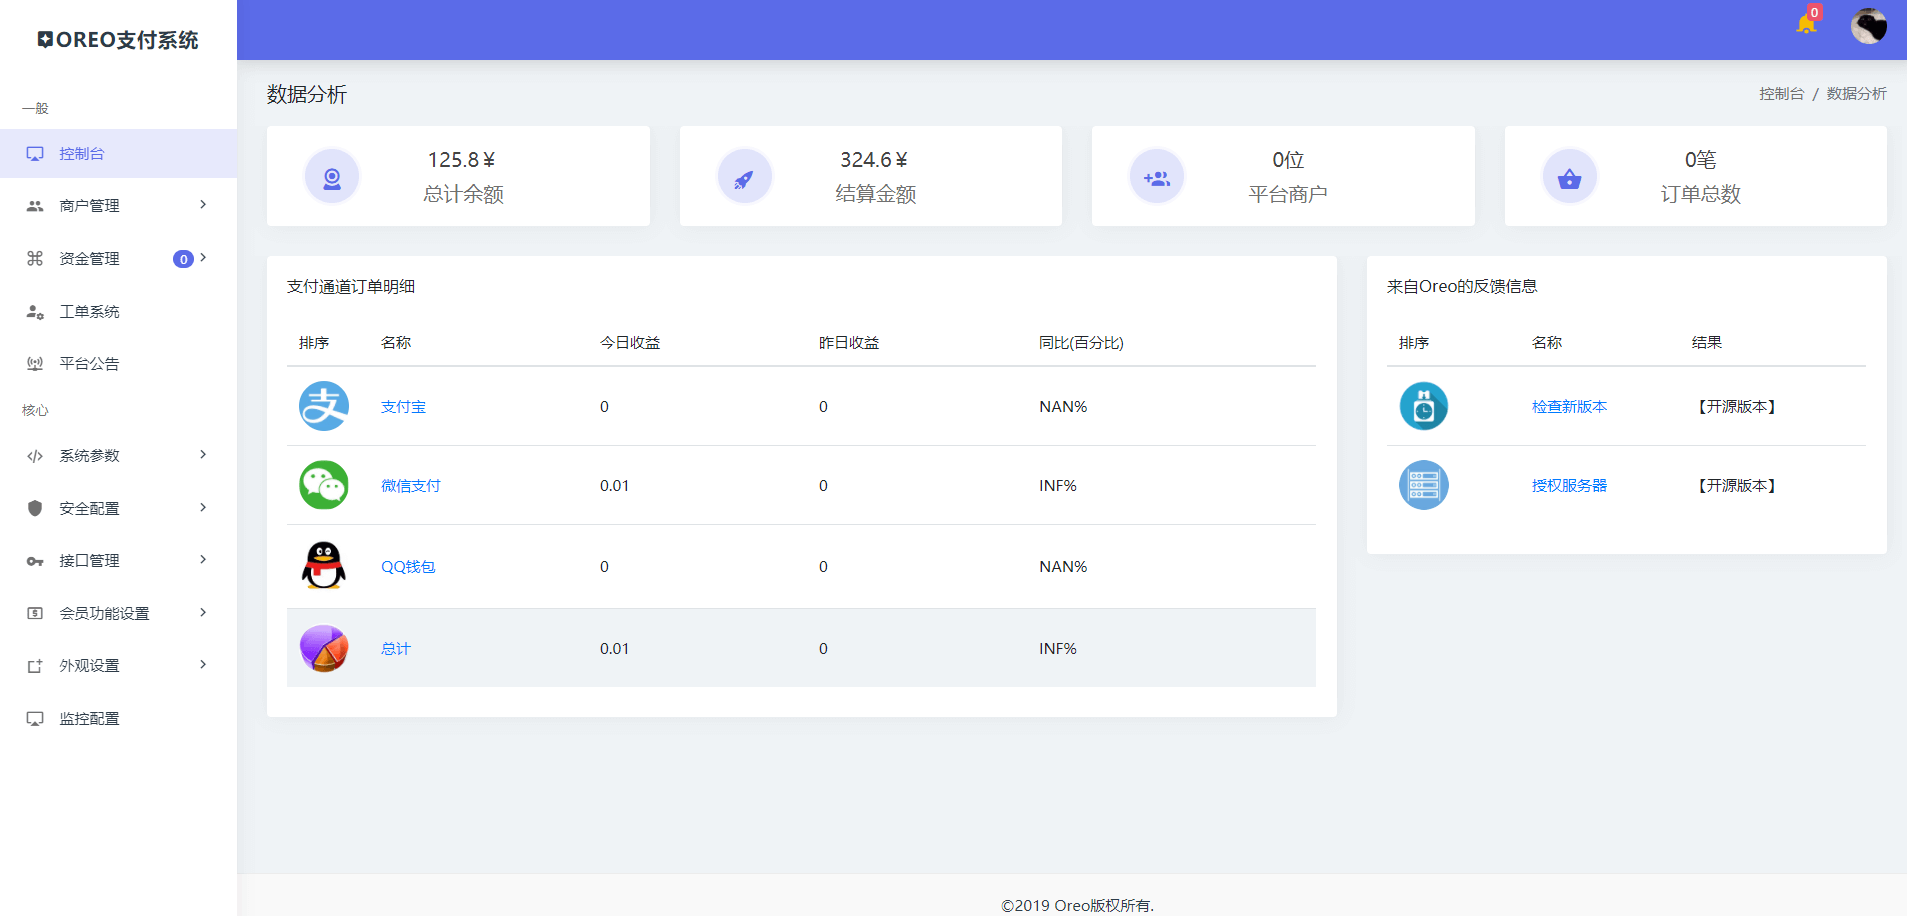 OREO支付系统
0
一般
控制台
商户管理
资金管理 0
工单系统
平台公告
核心
系统参数
安全配置
接口管理
会员功能设置
外观设置
监控配置
数据分析
控制台 / 数据分析
125.8¥
总计余额
324.6¥
结算金额
0位
平台商户
0笔
订单总数
支付通道订单明细
排序 名称 今日收益 昨日收益 同比(百分比)
支付宝 0 0 NAN%
微信支付 0.01 0 INF%
QQ钱包 0 0 NAN%
总计 0.01 0 INF%
来自Oreo的反馈信息
排序 名称 结果
检查新版本 【开源版本】
授权服务器 【开源版本】
©2019 Oreo版权所有.